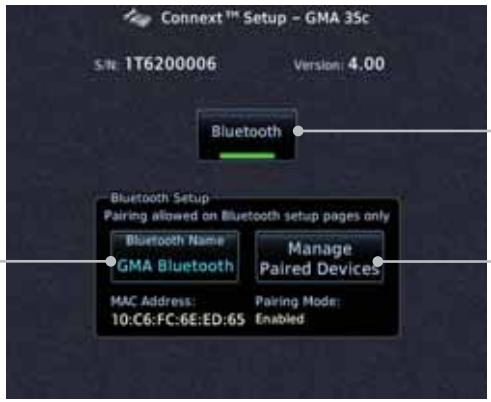 Connext™ Setup – GMA 35c
S/N: 1T6200006 Version: 4.00
Bluetooth
Bluetooth Setup
Pairing allowed on Bluetooth setup pages only
Bluetooth Name
GMA Bluetooth
Manage
Paired Devices
MAC Address: Pairing Mode:
10:C6:FC:6E:ED:65 Enabled